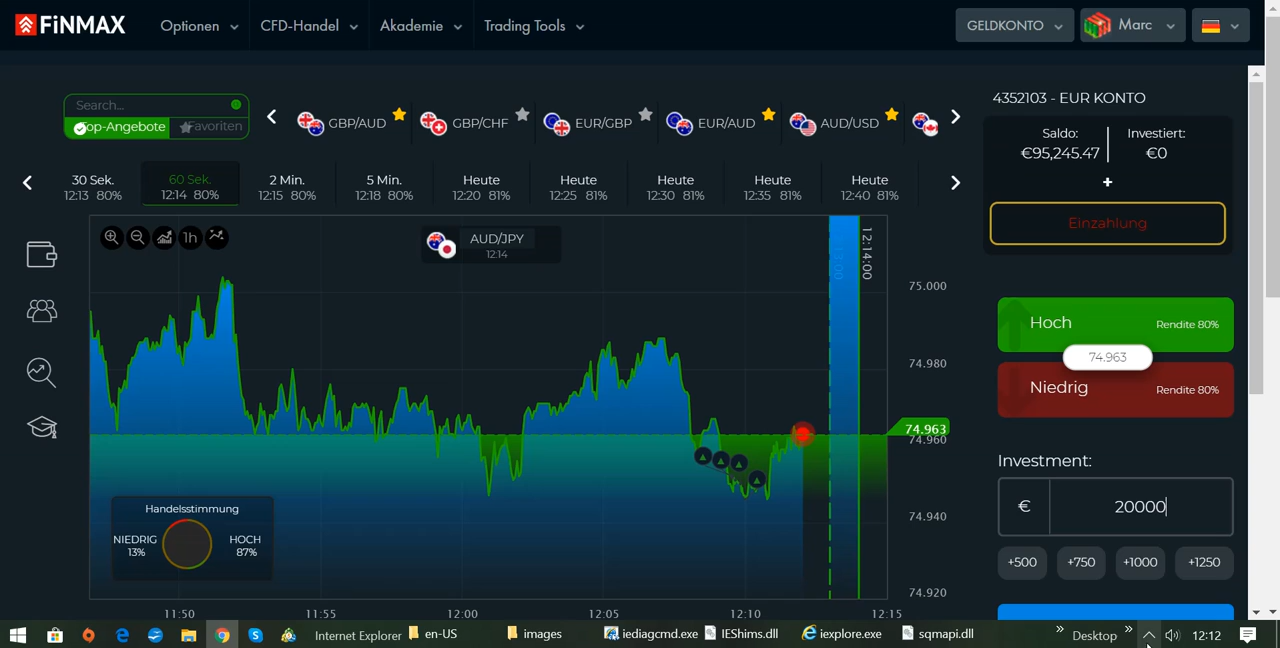 FiNMAX
Optionen
CFD-Handel
Akademie
Trading Tools
GELDKONTO
Marc
Search...
Top-Angebote
Favoriten
GBP/AUD
GBP/CHF
EUR/GBP
EUR/AUD
AUD/USD
4352103 - EUR KONTO
Saldo:
€95,245.47
Investiert:
€0
+
Einzahlung
30 Sek.
12:13 80%
60 Sek.
12:14 80%
2 Min.
12:15 80%
5 Min.
12:18 80%
Heute
12:20 81%
Heute
12:25 81%
Heute
12:30 81%
Heute
12:35 81%
Heute
12:40 81%
1h
AUD/JPY
12:14
12:14:00
75.000
74.980
74.963
74.960
74.940
74.920
Handelsstimmung
NIEDRIG
13%
HOCH
87%
11:50
11:55
12:00
12:05
12:10
12:15
Hoch
Rendite 80%
74.963
Niedrig
Rendite 80%
Investment:
€
20000
+500
+750
+1000
+1250
Internet Explorer
en-US
images
iediagcmd.exe
IEShims.dll
iexplore.exe
sqmapi.dll
Desktop
12:12